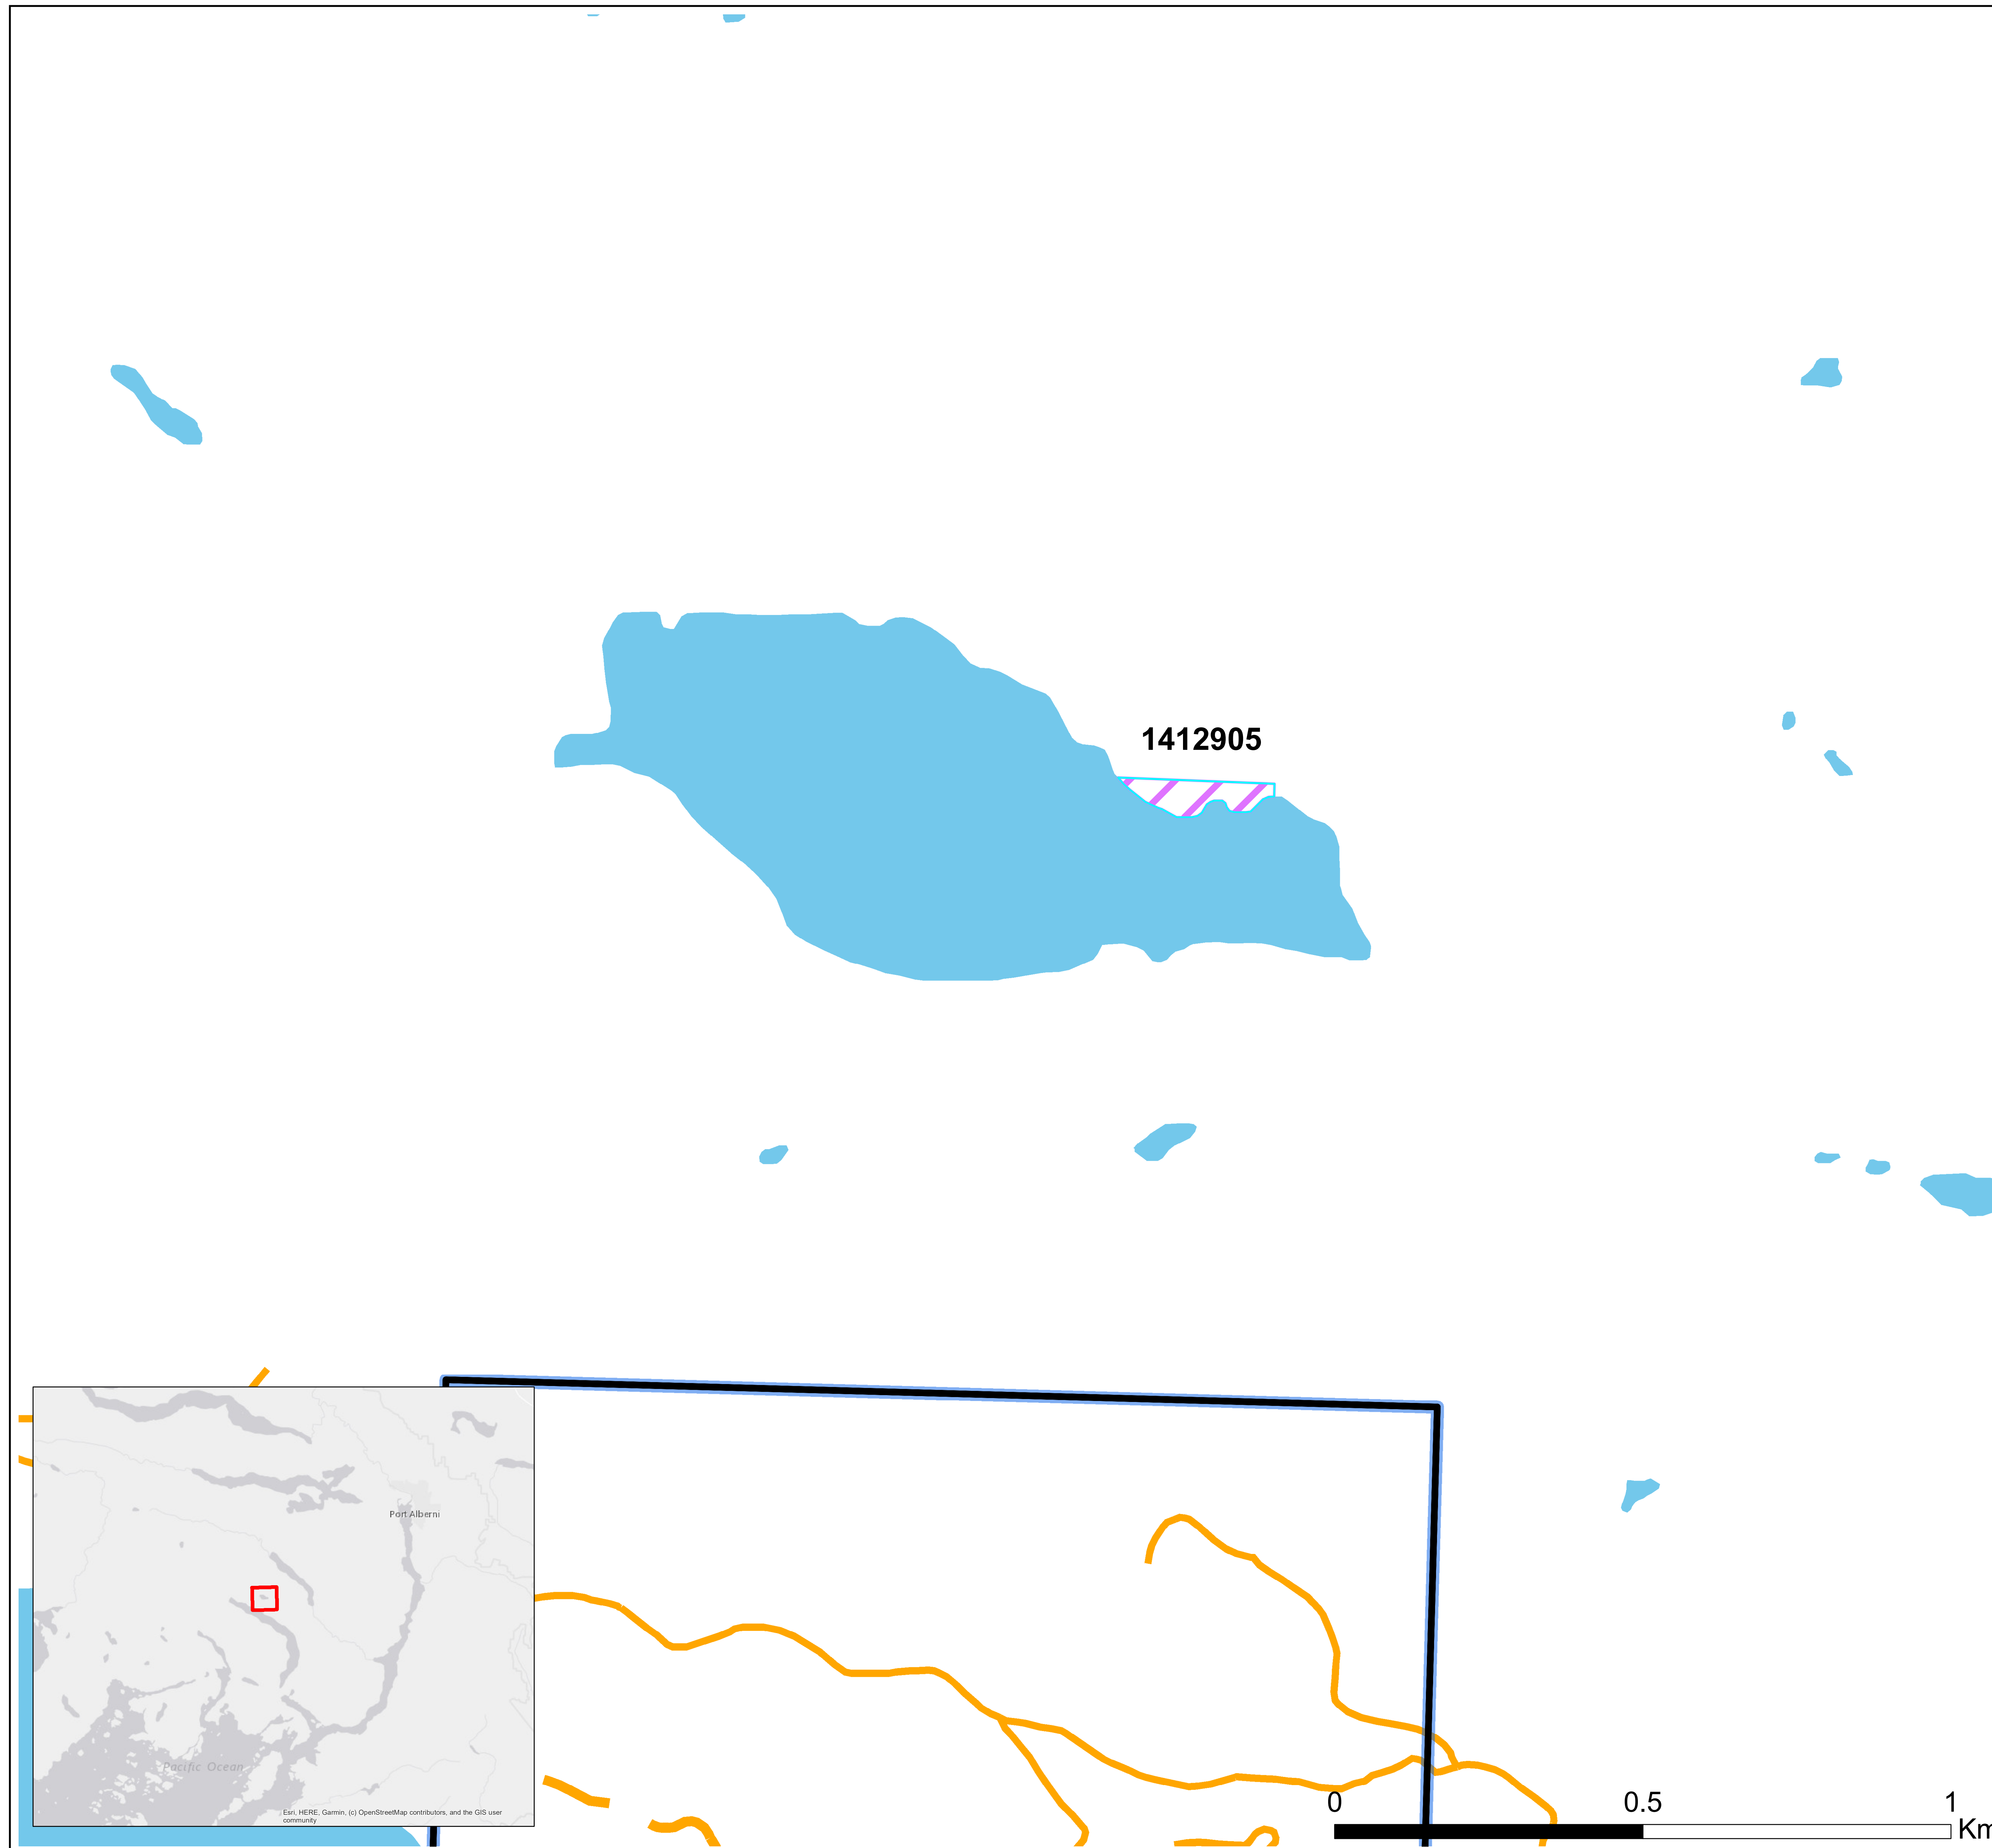 1412905
Port Alberni
Pacific Ocean
Esri, HERE, Garmin, (c) OpenStreetMap contributors, and the GIS user
community
0 0.5 1
Km